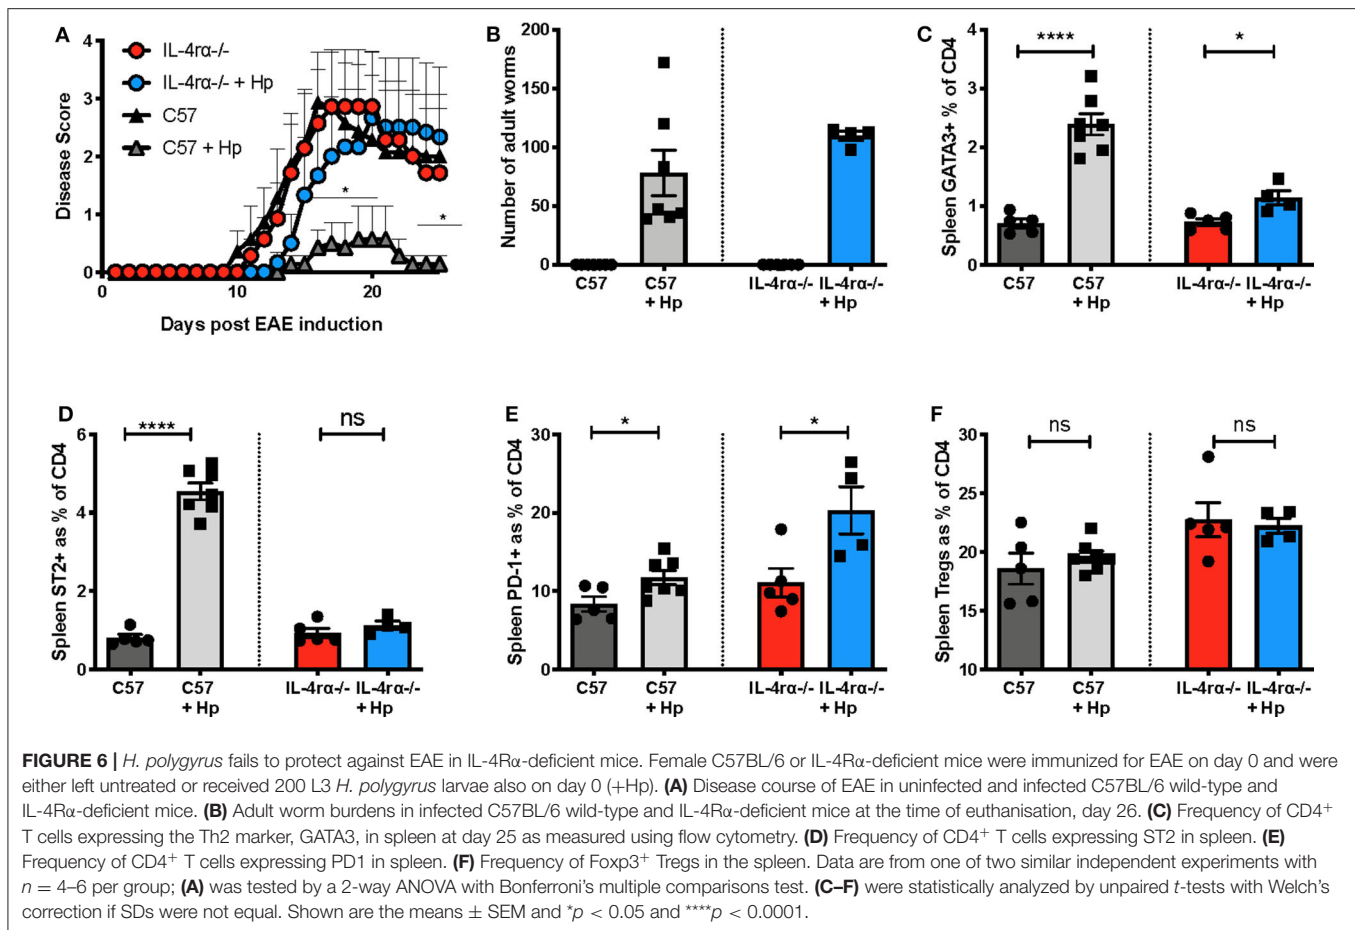 A
IL-4rα-/-
IL-4rα-/- + Hp
C57
C57 + Hp
Disease Score
4
3
2
1
0
0
10
20
*
*
Days post EAE induction
B
Number of adult worms
200
150
100
50
0
C57
C57
+ Hp
IL-4rα-/-
IL-4rα-/-
+ Hp
C
Spleen GATA3+ % of CD4
4
3
2
1
0
****
*
C57
C57
+ Hp
IL-4rα-/-
IL-4rα-/-
+ Hp
D
Spleen ST2+ as % of CD4
6
4
2
0
****
ns
C57
C57
+ Hp
IL-4rα-/-
IL-4rα-/-
+ Hp
E
Spleen PD-1+ as % of CD4
30
20
10
0
*
*
C57
C57
+ Hp
IL-4rα-/-
IL-4rα-/-
+ Hp
F
Spleen Tregs as % of CD4
30
25
20
15
10
ns
ns
C57
C57
+ Hp
IL-4rα-/-
IL-4rα-/-
+ Hp
FIGURE 6 | H. polygyrus fails to protect against EAE in IL-4Rα-deficient mice. Female C57BL/6 or IL-4Rα-deficient mice were immunized for EAE on day 0 and were
either left untreated or received 200 L3 H. polygyrus larvae also on day 0 (+Hp). (A) Disease course of EAE in uninfected and infected C57BL/6 wild-type and
IL-4Rα-deficient mice. (B) Adult worm burdens in infected C57BL/6 wild-type and IL-4Rα-deficient mice at the time of euthanisation, day 26. (C) Frequency of CD4+
T cells expressing the Th2 marker, GATA3, in spleen at day 25 as measured using flow cytometry. (D) Frequency of CD4+ T cells expressing ST2 in spleen. (E)
Frequency of CD4+ T cells expressing PD1 in spleen. (F) Frequency of Foxp3+ Tregs in the spleen. Data are from one of two similar independent experiments with
n = 4–6 per group; (A) was tested by a 2-way ANOVA with Bonferroni's multiple comparisons test. (C–F) were statistically analyzed by unpaired t-tests with Welch's
correction if SDs were not equal. Shown are the means ± SEM and *p < 0.05 and ****p < 0.0001.